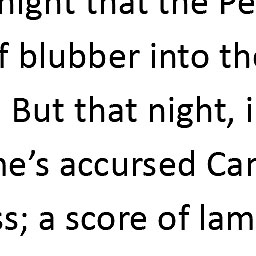 night that the Pe
f blubber into the
But that night, i
ne’s accursed Car
ss; a score of lam